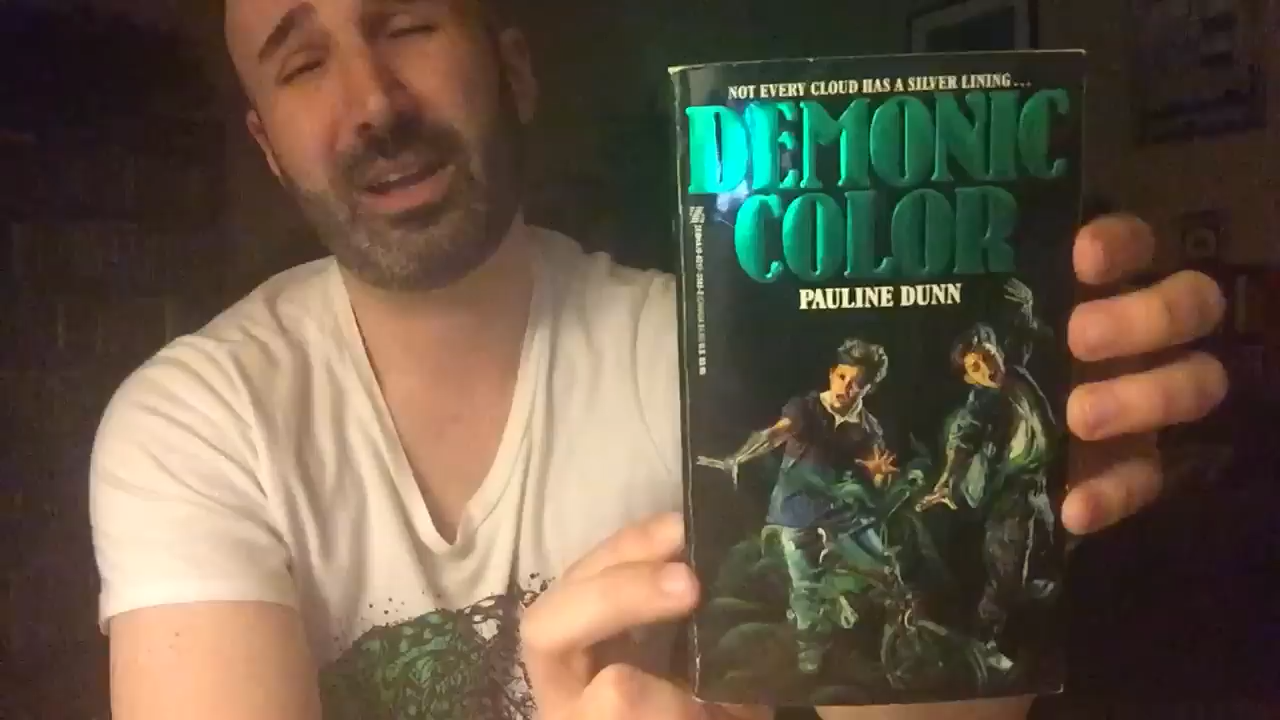 NOT EVERY CLOUD HAS A SILVER LINING...
DEMONIC
COLOR
PAULINE DUNN